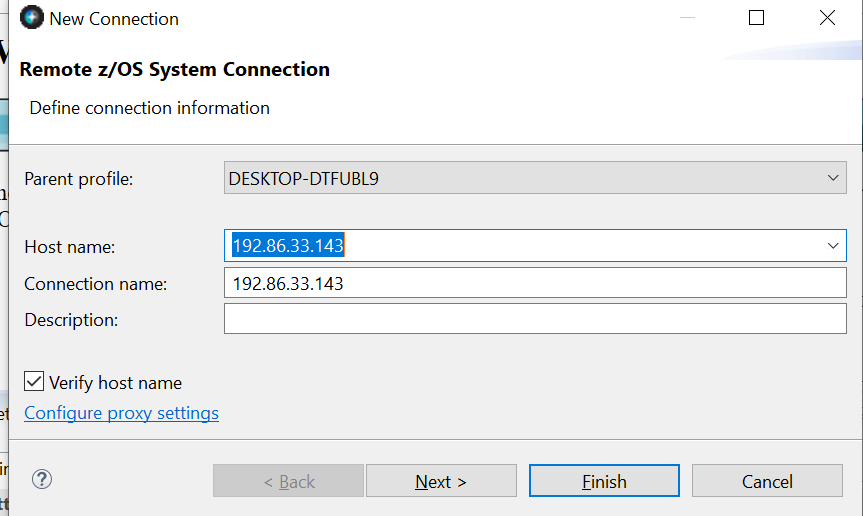 New Connection
Remote z/OS System Connection
Define connection information
Parent profile: DESKTOP-DTFUBL9
Host name: 192.86.33.143
Connection name: 192.86.33.143
Description:
Verify host name
Configure proxy settings
? < Back Next > Finish Cancel